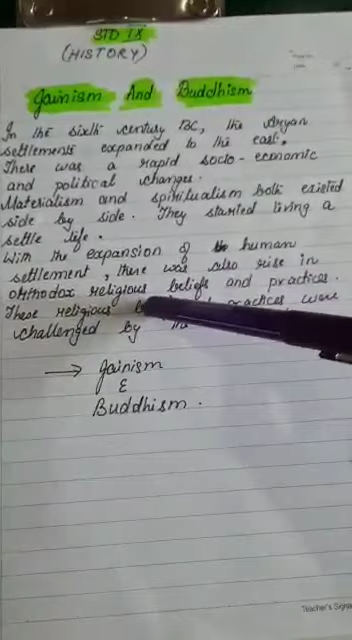 STD IX
(HISTORY)
Jainism And Buddhism
In the sixth century BC, the Aryan
settlements expanded to the east.
There was a rapid socio-economic
and political changes.
Materialism and spiritualism both existed
side by side. They started living a
settle life.
With the expansion of human
settlement, there was also rise in
orthodox religious beliefs and practices.
These religious practices were
challenged by the
→ Jainism
&
Buddhism.
Teacher's Signa